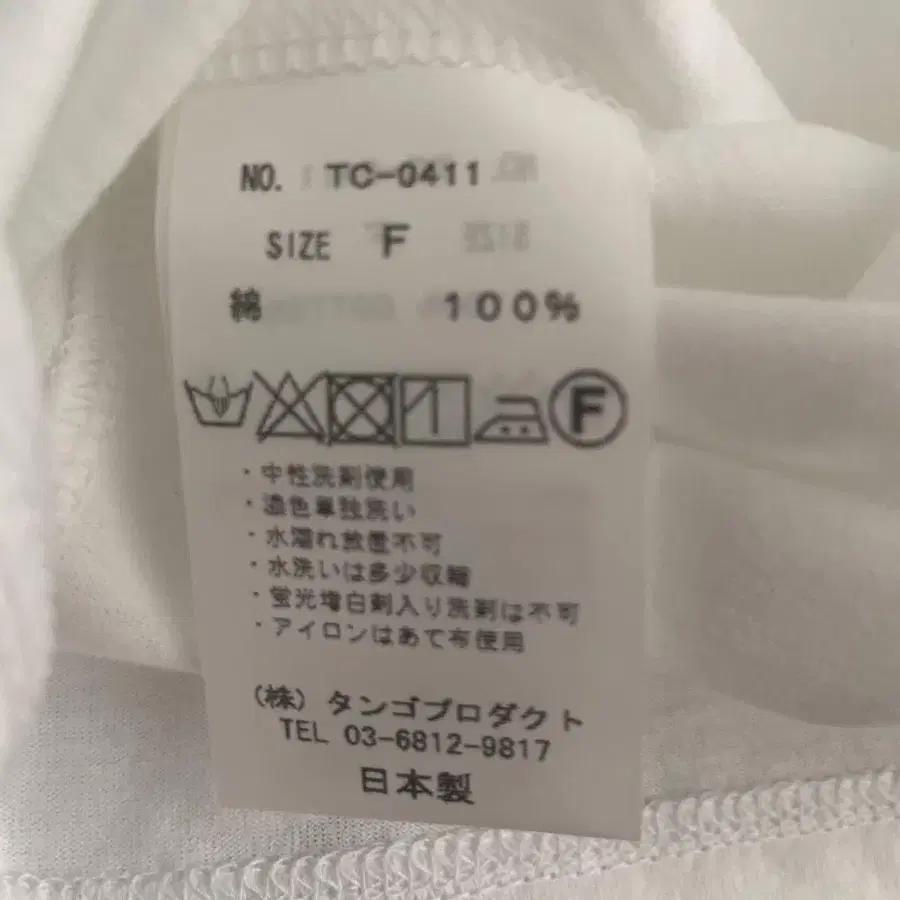 NO. TC-0411
SIZE F
綿 100%
F
・中性洗剤使用
・濃色単独洗い
・水濡れ放置不可
・水洗いは多少収縮
・蛍光増白剤入り洗剤は不可
・アイロンはあて布使用
(株) タンゴプロダクト
TEL 03-6812-9817
日本製